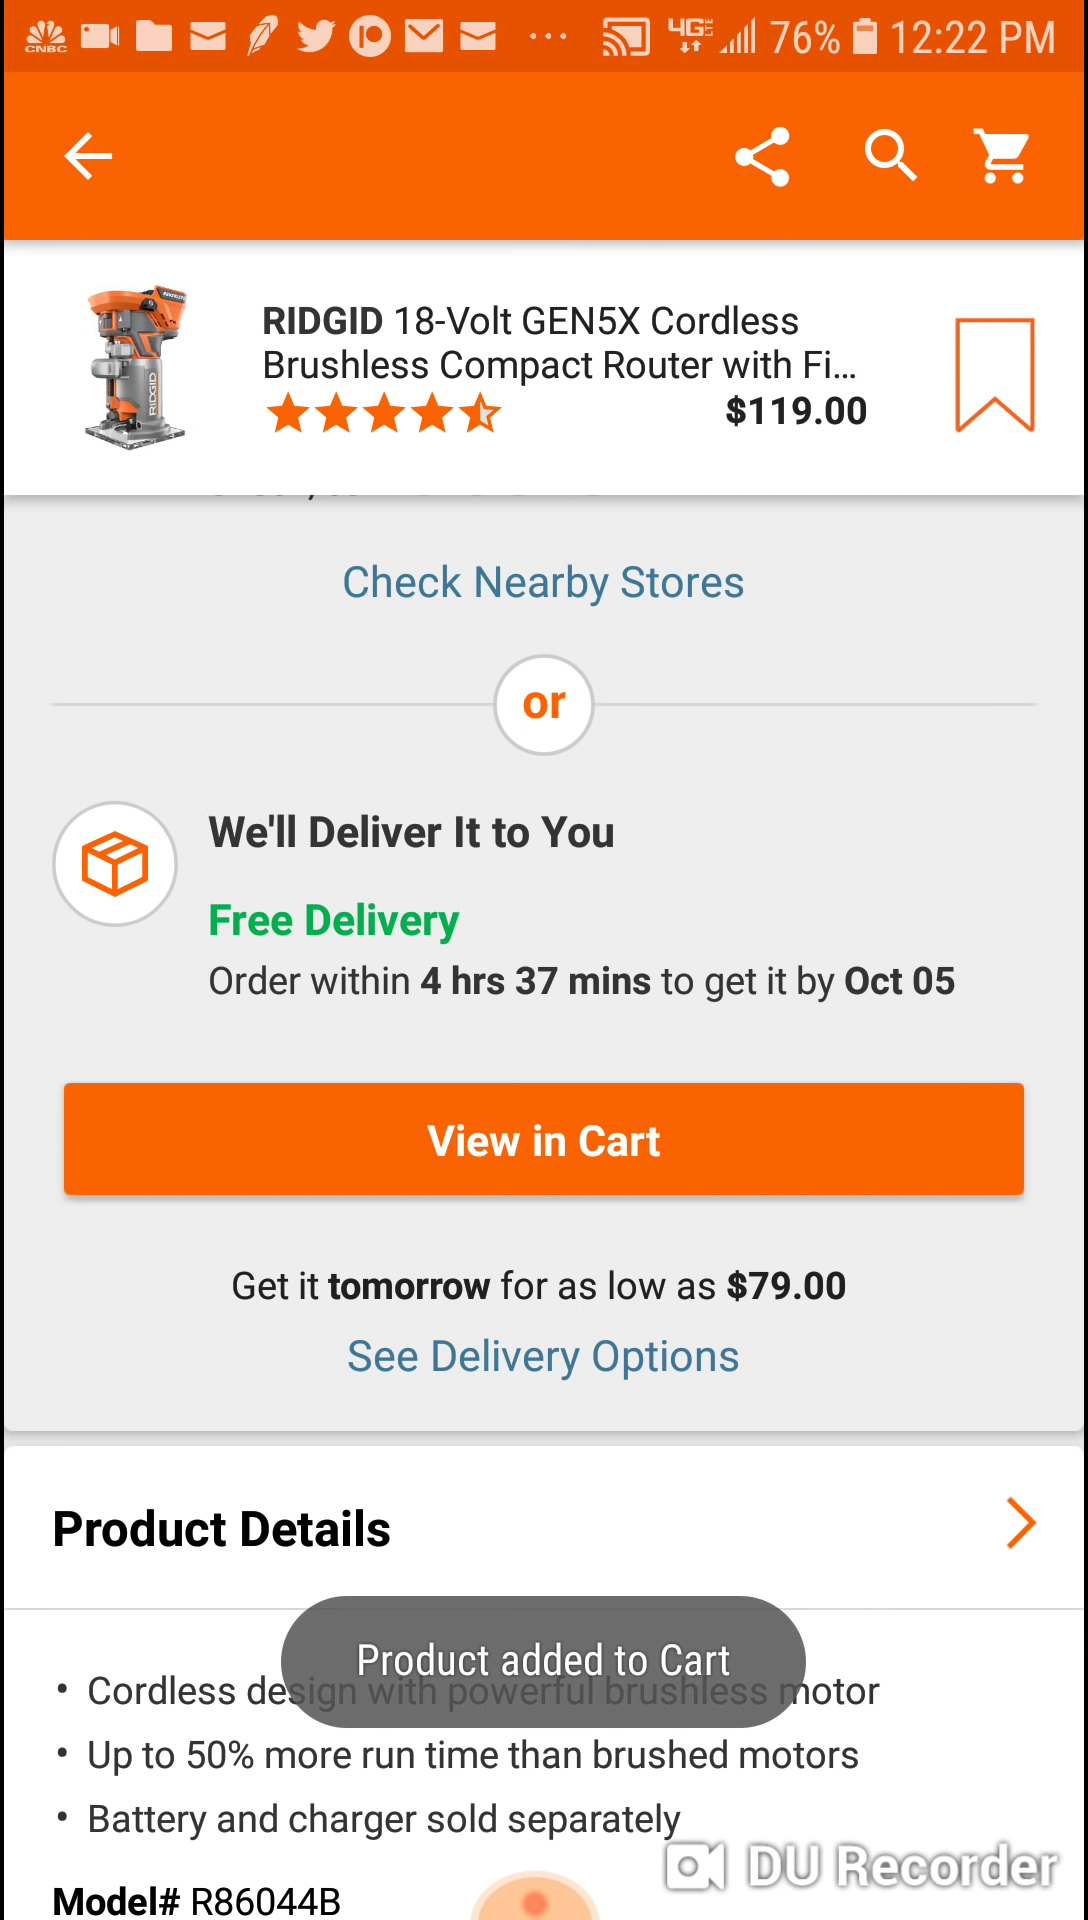 CNBC
4G LTE 76% 12:22 PM
RIDGID 18-Volt GEN5X Cordless
Brushless Compact Router with Fi...
$119.00
RIDGID
Check Nearby Stores
or
We'll Deliver It to You
Free Delivery
Order within 4 hrs 37 mins to get it by Oct 05
View in Cart
Get it tomorrow for as low as $79.00
See Delivery Options
Product Details
Product added to Cart
• Cordless design with powerful brushless motor
• Up to 50% more run time than brushed motors
• Battery and charger sold separately
DU Recorder
Model# R86044B